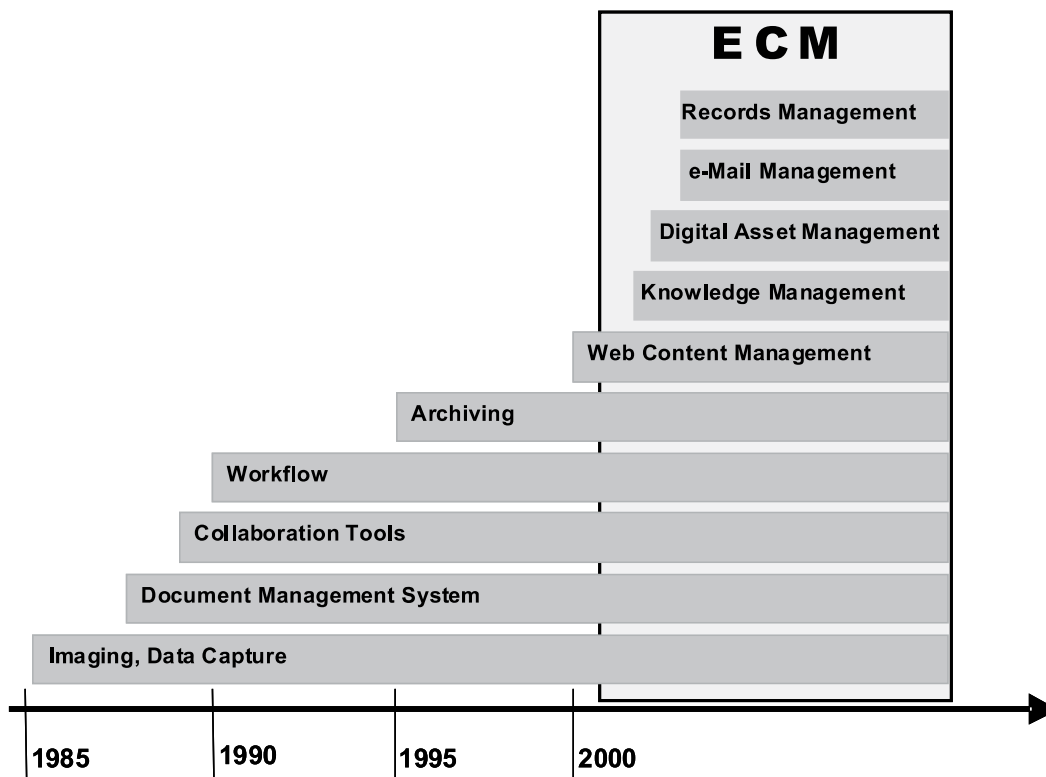 ECM
Records Management
e-Mail Management
Digital Asset Management
Knowledge Management
Web Content Management
Archiving
Workflow
Collaboration Tools
Document Management System
Imaging, Data Capture
1985
1990
1995
2000